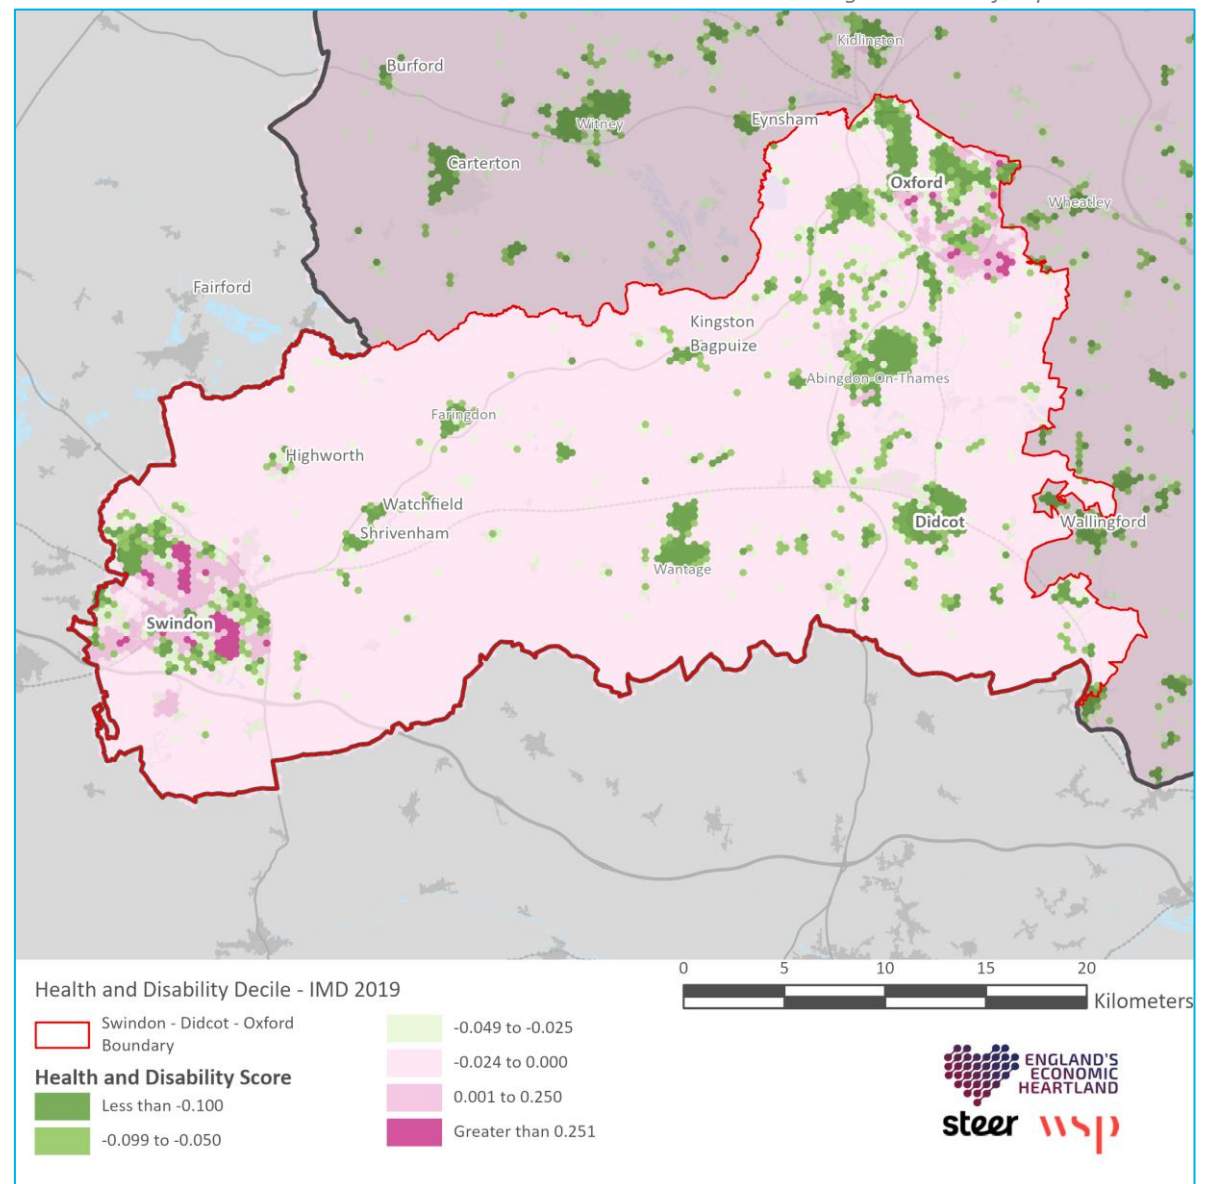 Kidlington
Burford
Witney
Eynsham
Carterton
Oxford
Wheatley
Fairford
Kingston
Bagpuize
Abingdon-On-Thames
Faringdon
Highworth
Watchfield
Shrivenham
Didcot
Wallingford
Wantage
Swindon
0 5 10 15 20
Kilometers
Health and Disability Decile - IMD 2019
Swindon - Didcot - Oxford
Boundary
Health and Disability Score
Less than -0.100
-0.099 to -0.050
-0.049 to -0.025
-0.024 to 0.000
0.001 to 0.250
Greater than 0.251
ENGLAND'S
ECONOMIC
HEARTLAND
steer wsp